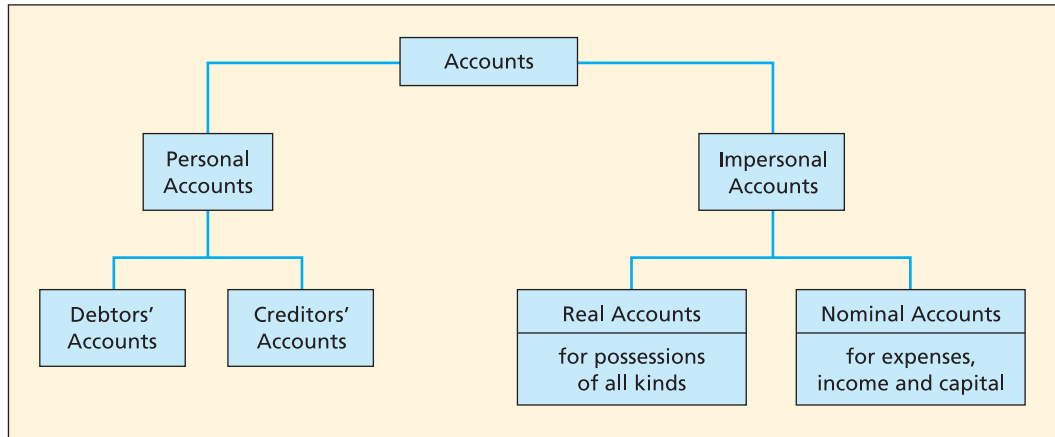 Accounts
Personal
Accounts
Impersonal
Accounts
Debtors’
Accounts
Creditors’
Accounts
Real Accounts
for possessions
of all kinds
Nominal Accounts
for expenses,
income and capital